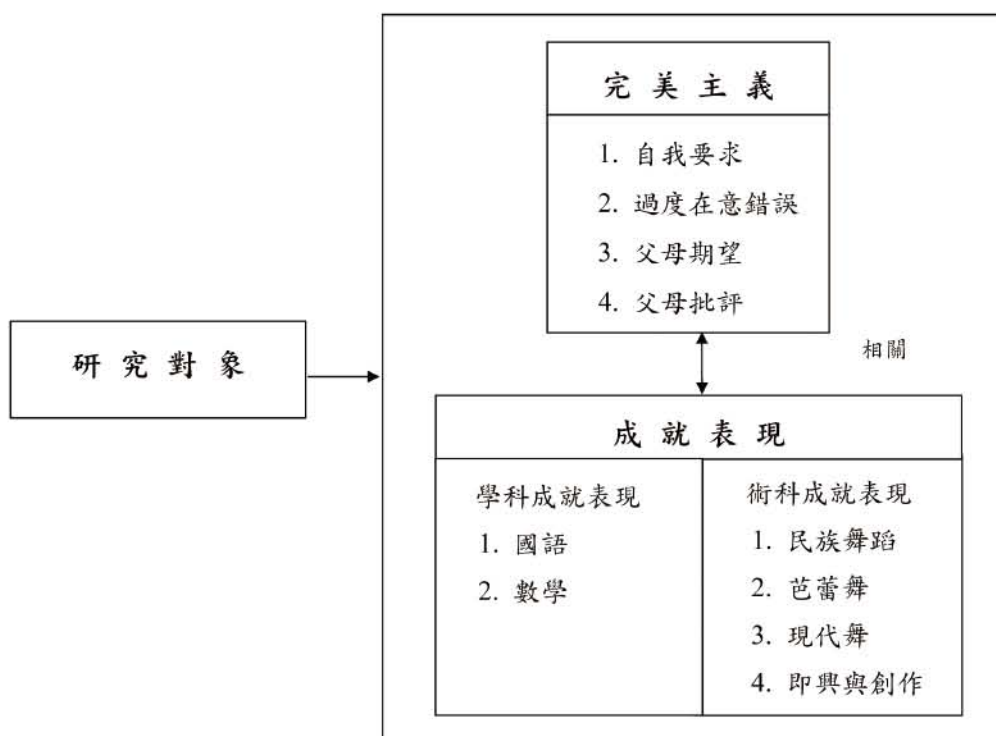 完美主義
1. 自我要求
2. 過度在意錯誤
3. 父母期望
4. 父母批評
研究對象
相關
成就表現
學科成就表現
1. 國語
2. 數學
術科成就表現
1. 民族舞蹈
2. 芭蕾舞
3. 現代舞
4. 即興與創作